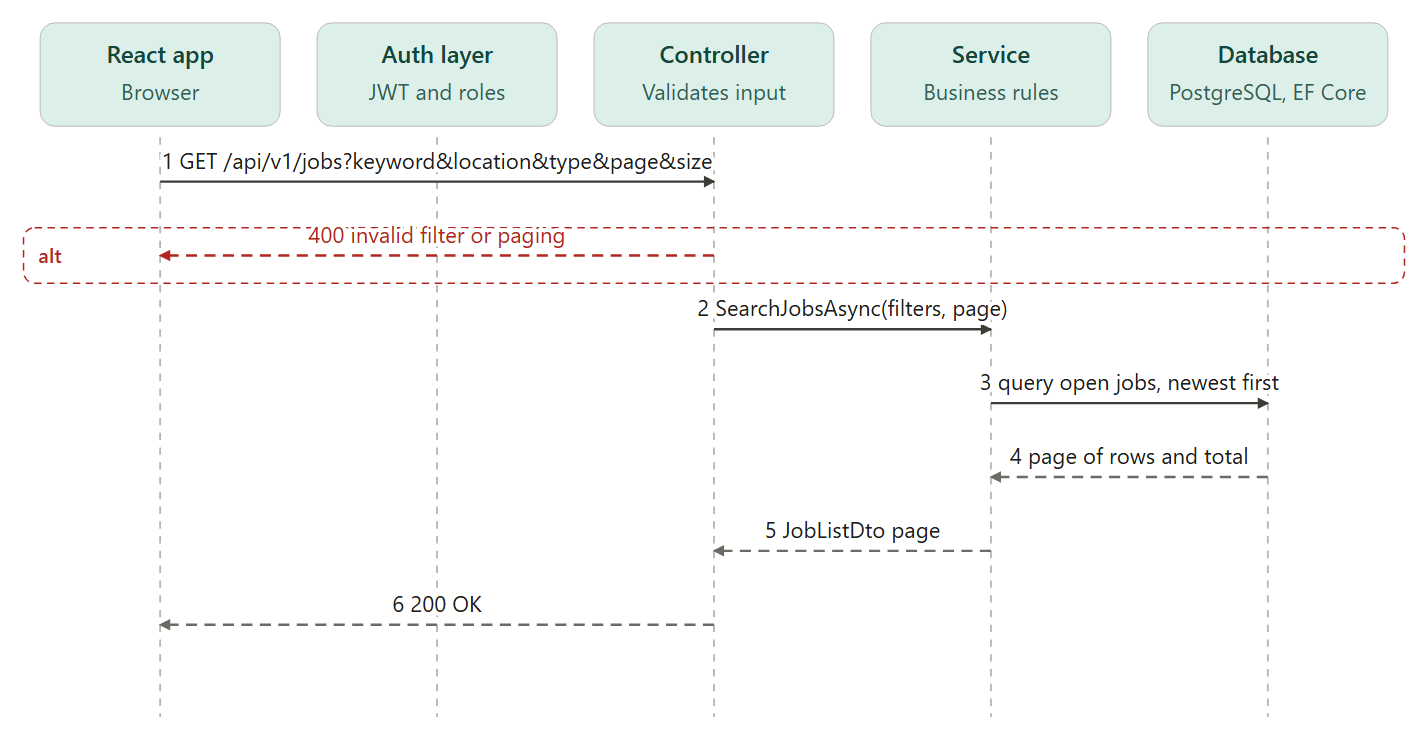 React app
Browser
Auth layer
JWT and roles
Controller
Validates input
Service
Business rules
Database
PostgreSQL, EF Core
1 GET /api/v1/jobs?keyword&location&type&page&size
400 invalid filter or paging
alt
2 SearchJobsAsync(filters, page)
3 query open jobs, newest first
4 page of rows and total
5 JobListDto page
6 200 OK